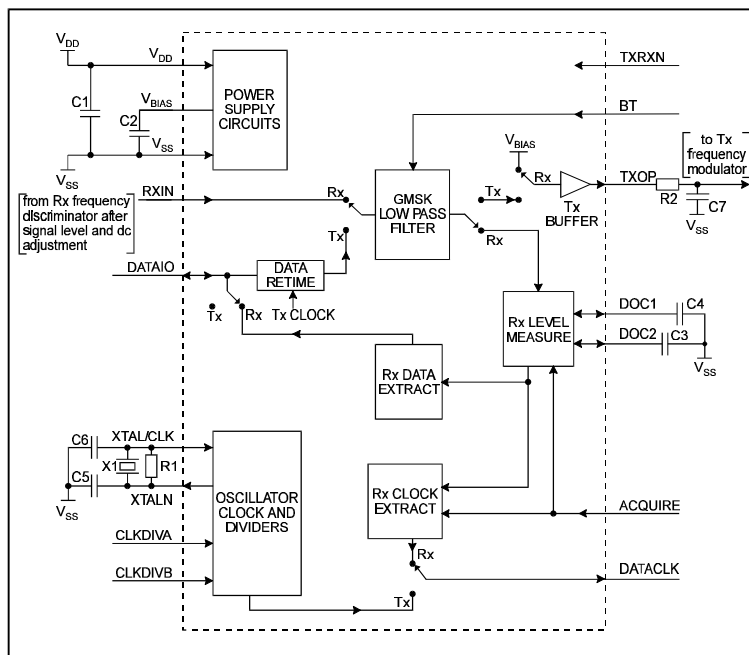 VDD
VDD
C1
VBIAS
C2
VSS
VSS
POWER
SUPPLY
CIRCUITS
TXRXN
BT
VBIAS
Rx
Tx
Tx
BUFFER
TXOP
R2
to Tx
frequency
modulator
C7
VSS
RXIN
from Rx frequency
discriminator after
signal level and dc
adjustment
Rx
Tx
GMSK
LOW PASS
FILTER
Rx
DATAIO
DATA
RETIME
Tx
Rx
Tx CLOCK
Rx LEVEL
MEASURE
DOC1
C4
DOC2
C3
VSS
Rx DATA
EXTRACT
C6
XTAL/CLK
X1
R1
C5
XTALN
VSS
CLKDIVA
CLKDIVB
OSCILLATOR
CLOCK AND
DIVIDERS
Rx CLOCK
EXTRACT
ACQUIRE
Rx
Tx
DATACLK